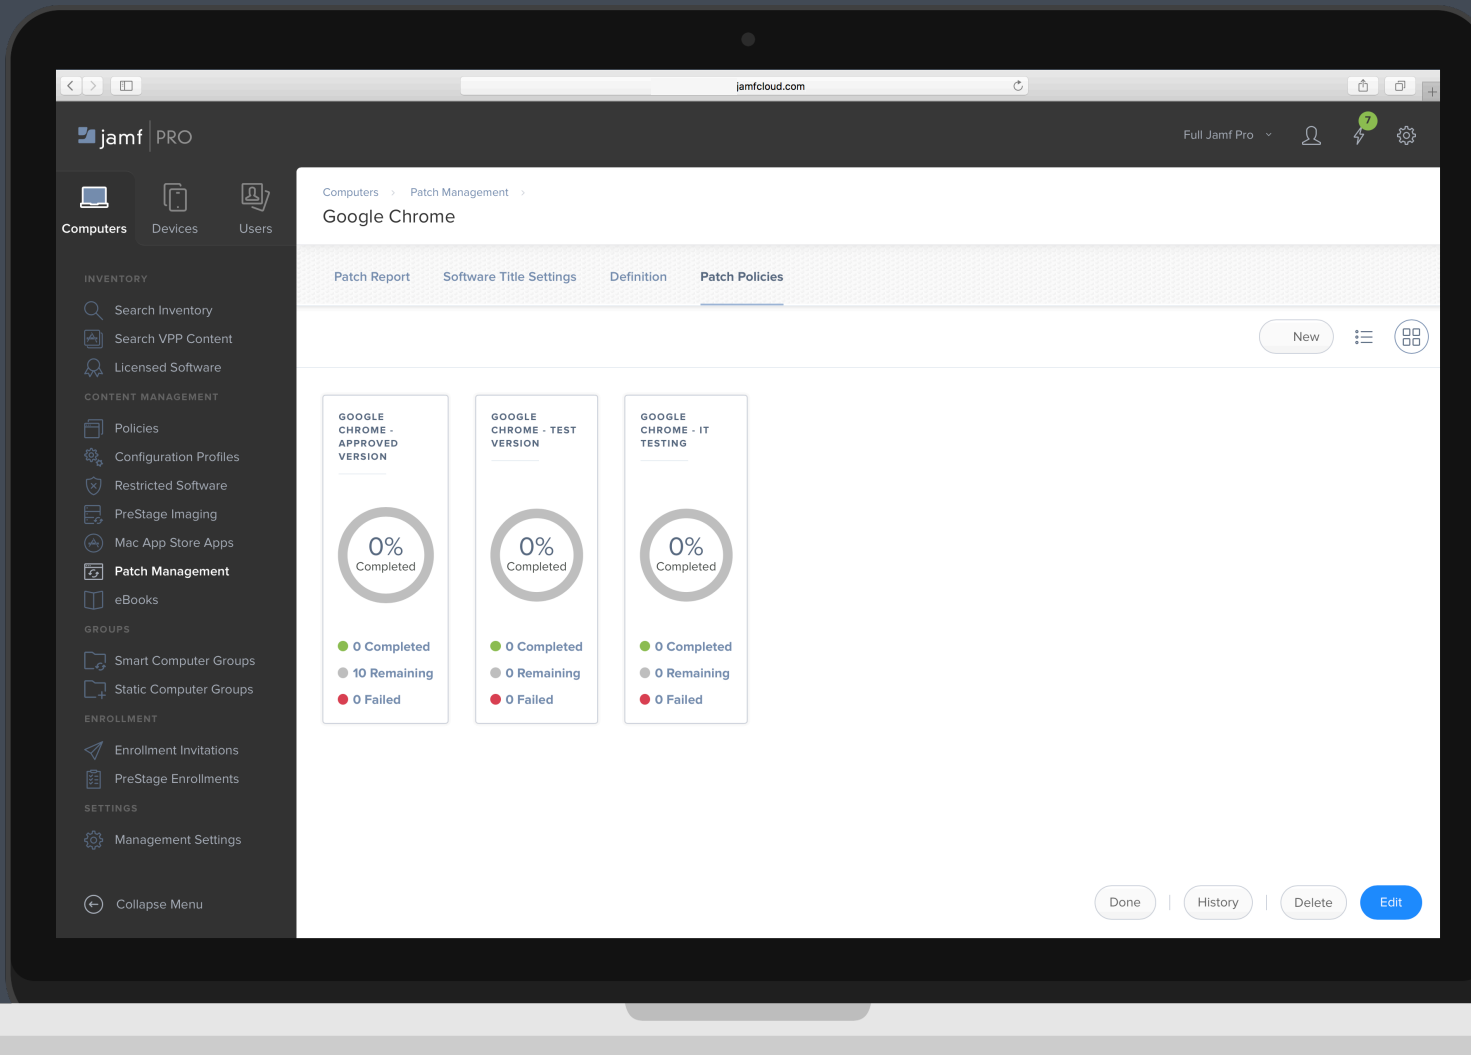 jamfcloud.com
jamf PRO
Full Jamf Pro
7
Computers
Devices
Users
Computers
Patch Management
Google Chrome
Patch Report
Software Title Settings
Definition
Patch Policies
New
INVENTORY
Search Inventory
Search VPP Content
Licensed Software
CONTENT MANAGEMENT
Policies
Configuration Profiles
Restricted Software
PreStage Imaging
Mac App Store Apps
Patch Management
eBooks
GROUPS
Smart Computer Groups
Static Computer Groups
ENROLLMENT
Enrollment Invitations
PreStage Enrollments
SETTINGS
Management Settings
Collapse Menu
GOOGLE
CHROME -
APPROVED
VERSION
0%
Completed
0 Completed
10 Remaining
0 Failed
GOOGLE
CHROME - TEST
VERSION
0%
Completed
0 Completed
0 Remaining
0 Failed
GOOGLE
CHROME - IT
TESTING
0%
Completed
0 Completed
0 Remaining
0 Failed
Done
History
Delete
Edit